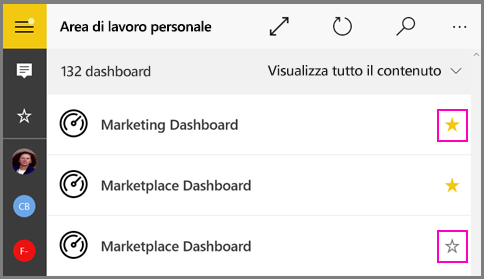 Area di lavoro personale
132 dashboard
Visualizza tutto il contenuto
Marketing Dashboard
Marketplace Dashboard
CB
Marketplace Dashboard
F-